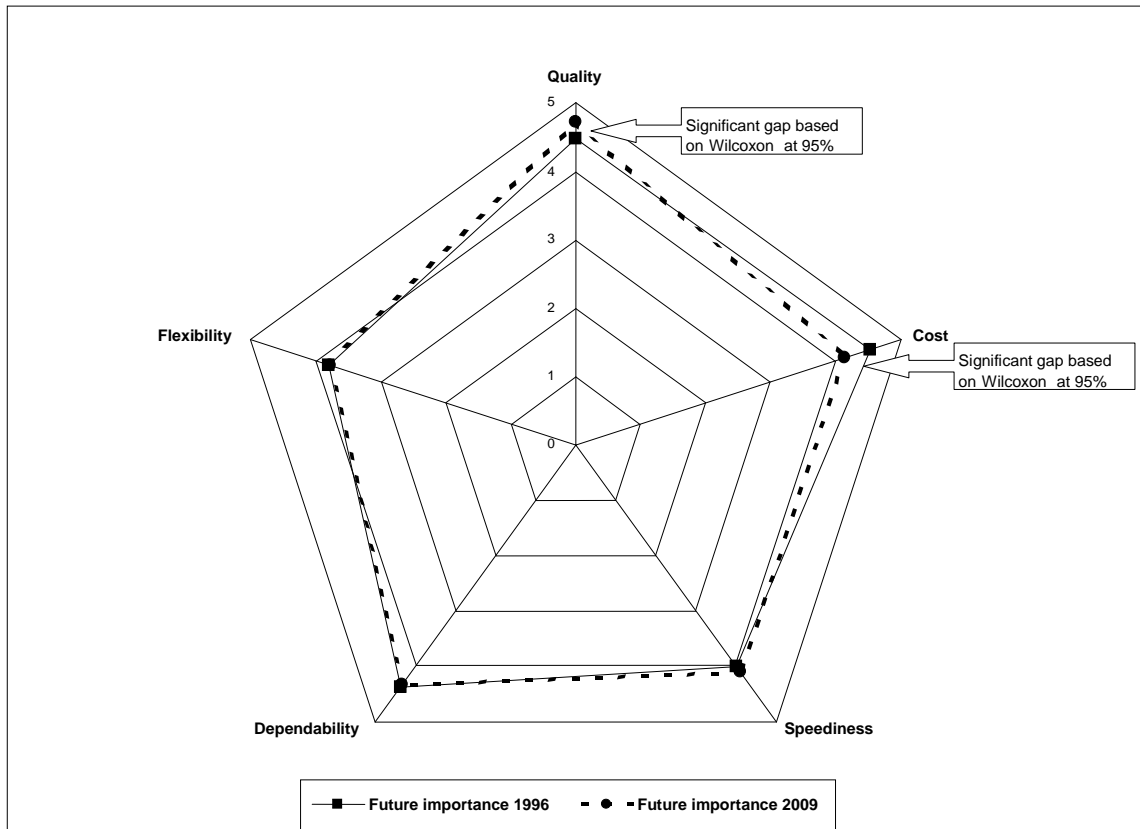 Quality
5
Significant gap based
on Wilcoxon at 95%
4
3
2
Flexibility
Cost
Significant gap based
on Wilcoxon at 95%
1
0
Dependability
Speediness
Future importance 1996
Future importance 2009